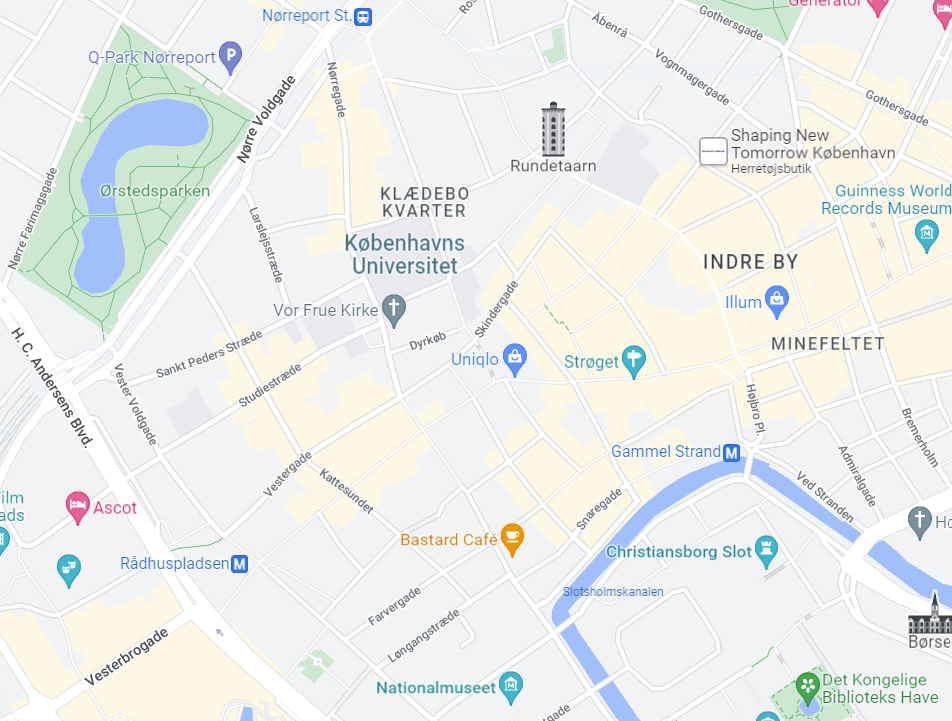 Nørreport St.
Generator
Gothersgade
Åbenrå
Q-Park Nørreport
P
Vognmagergade
Nørregade
Nørre Voldgade
Gothersgade
Shaping New
Tomorrow København
Herretøjsbutik
Rundetaarn
Ørstedsparken
KLÆDEBO
KVARTER
Guinness World
Records Museum
Nørre Farimagsgade
Larslejsstræde
Københavns
Universitet
INDRE BY
Vor Frue Kirke
Skindergade
Illum
Dyrkøb
H. C. Andersens Blvd.
Sankt Peders Stræde
Uniqlo
Strøget
MINEFELTET
Studiestræde
Vester Voldgade
Højbro Pl.
Bremerholm
Gammel Strand
M
Admiralgade
Vestergade
Kattesundet
Ved Stranden
Snaregade
Ascot
Bastard Café
Christiansborg Slot
Rådhuspladsen
M
Slotsholmskanalen
Farvergade
Løngangstræde
Børse
Vesterbrogade
Nationalmuseet
Det Kongelige
Biblioteks Have